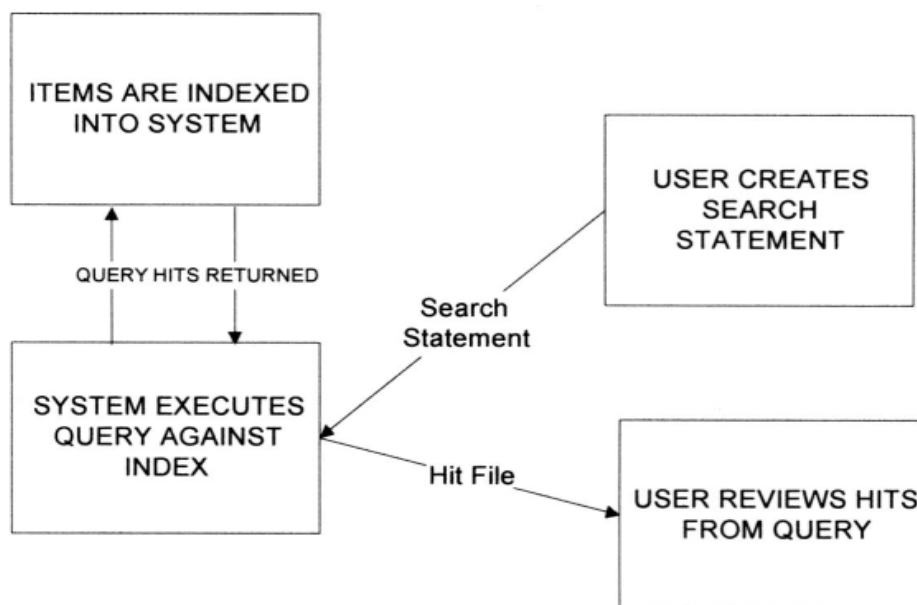 ITEMS ARE INDEXED
INTO SYSTEM
USER CREATES
SEARCH
STATEMENT
QUERY HITS RETURNED
Search
Statement
SYSTEM EXECUTES
QUERY AGAINST
INDEX
Hit File
USER REVIEWS HITS
FROM QUERY